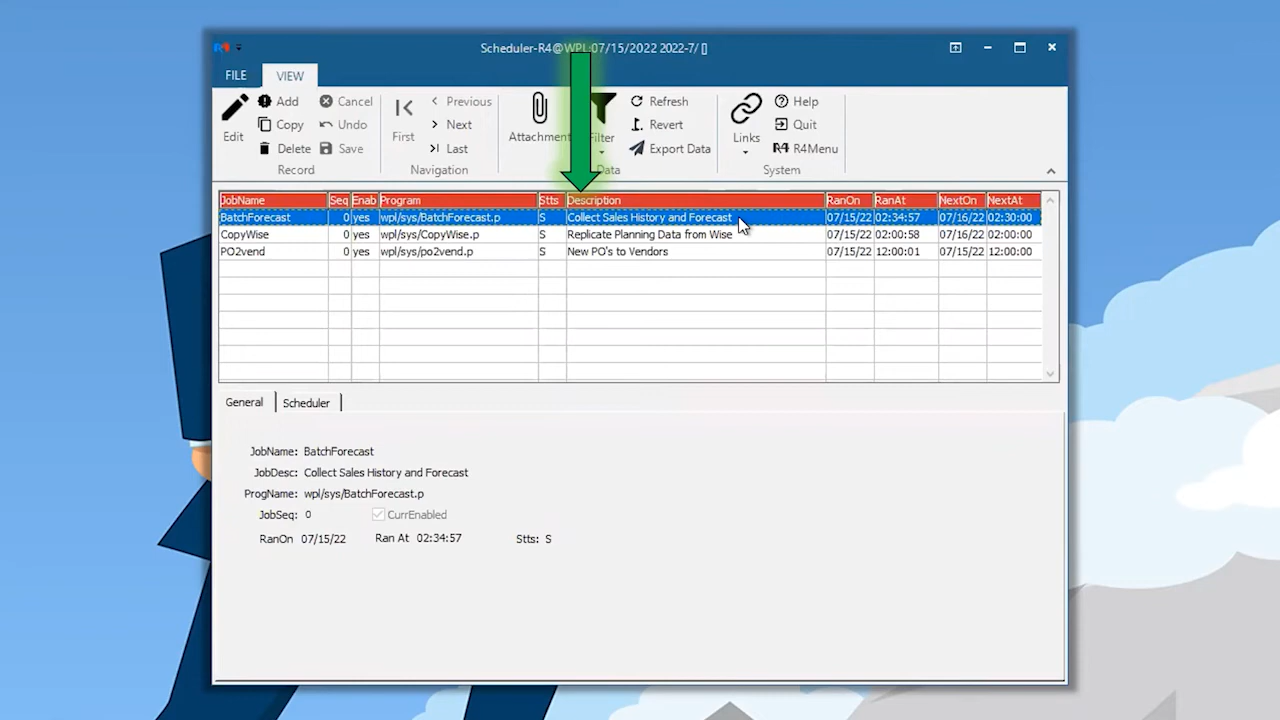 R4
Scheduler-R4@WPL:07/15/2022 2022-7/ []
FILE VIEW
Edit Add Cancel First Previous Attachment Filter Refresh Links Help
Copy Undo Next Revert Quit
Delete Save Last Export Data R4 R4Menu
Record Navigation Data System
JobName Seq Enab Program Stts Description RanOn RanAt NextOn NextAt
BatchForecast 0 yes wpl/sys/BatchForecast.p S Collect Sales History and Forecast 07/15/22 02:34:57 07/16/22 02:30:00
CopyWise 0 yes wpl/sys/CopyWise.p S Replicate Planning Data from Wise 07/15/22 02:00:58 07/16/22 02:00:00
PO2vend 0 yes wpl/sys/po2vend.p S New PO's to Vendors 07/15/22 12:00:01 07/15/22 12:00:00
General Scheduler
JobName: BatchForecast
JobDesc: Collect Sales History and Forecast
ProgName: wpl/sys/BatchForecast.p
JobSeq: 0 CurrEnabled
RanOn 07/15/22 Ran At 02:34:57 Stts: S